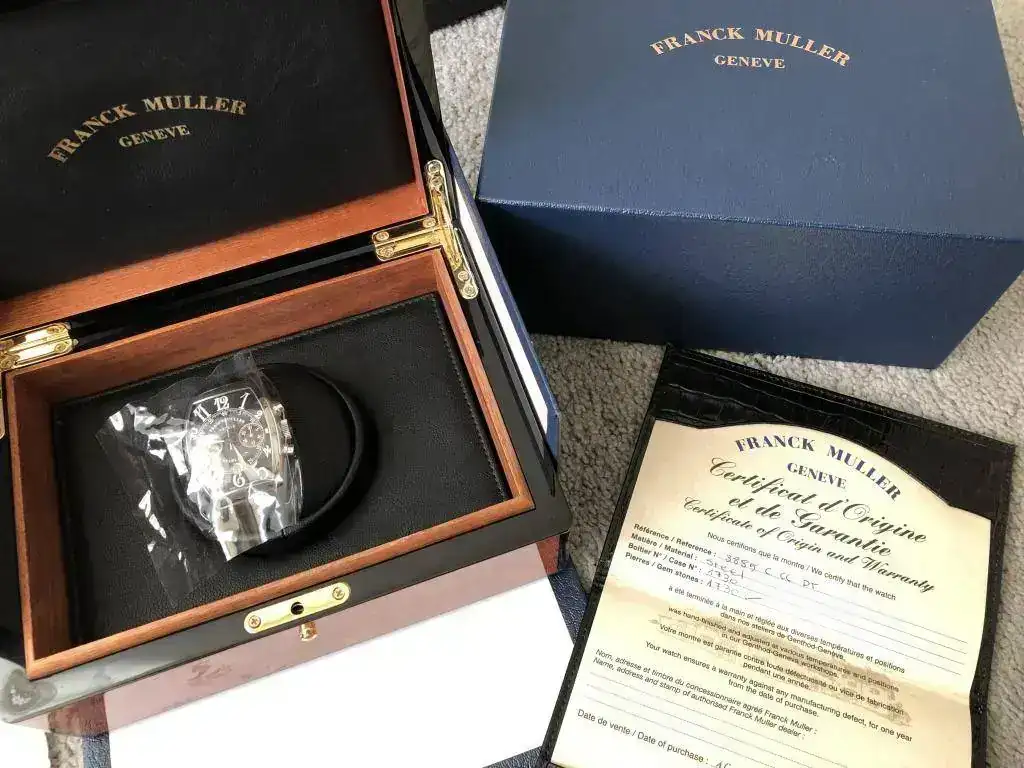 FRANCK MULLER
GENEVE
FRANCK MULLER
GENEVE
11 12 1
FRANCK MULLER
GENEVE
Certificat d'Origine
et de Garantie
Certificate of Origin and Warranty
Nous certifions que la montre / We certify that the watch
Référence / Reference :
Matière / Material : Steel
Boîtier N° / Case N° : 1730
Pierres / Gem stones : 1730
a été terminée à la main et réglée aux diverses températures et positions
dans nos ateliers de Genthod-Genève.
was hand-finished and adjusted at various temperatures and positions
in our Genthod-Geneva workshops.
Votre montre est garantie contre toute défectuosité ou vice de fabrication
pendant une année.
Your watch ensures a warranty against any manufacturing defect, for one year
from the date of purchase.
Nom, adresse et timbre du concessionnaire agréé Franck Muller :
Name, address and stamp of authorised Franck Muller dealer :
Date de vente / Date of purchase :